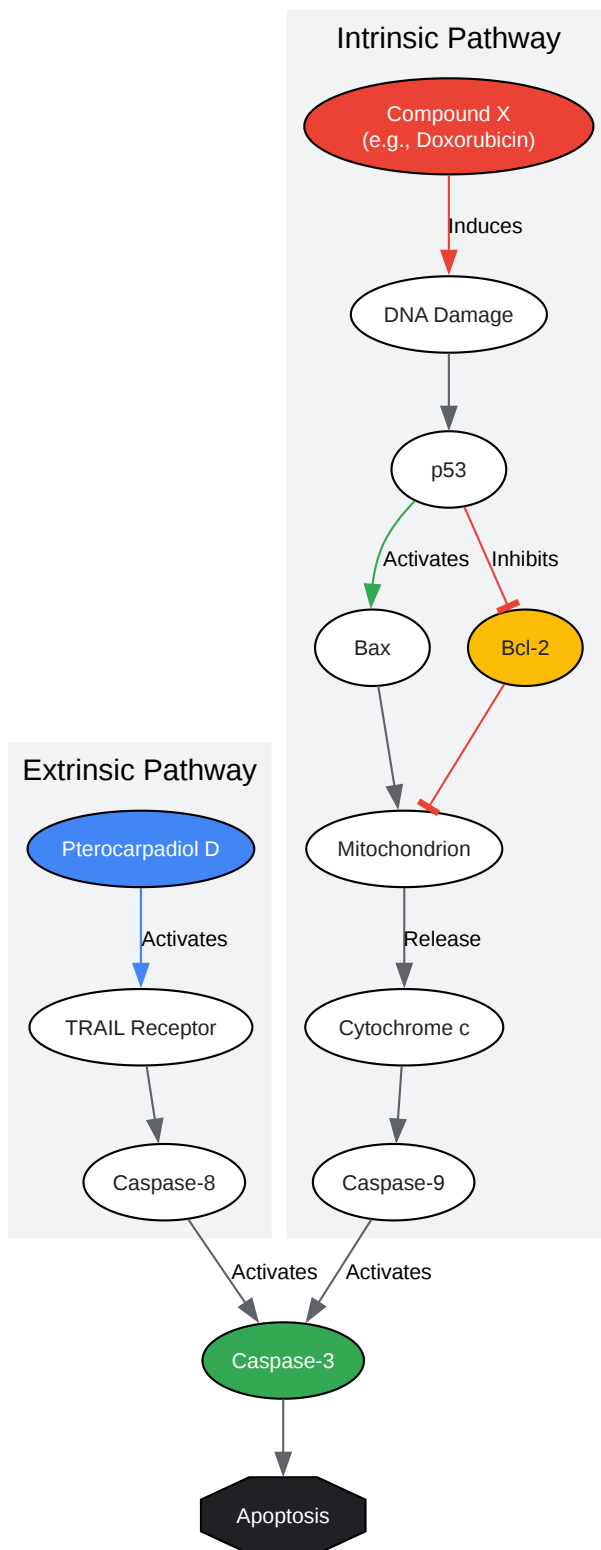 Intrinsic Pathway
Compound X
(e.g., Doxorubicin)
Induces
DNA Damage
p53
Activates
Inhibits
Bax
Bcl-2
Extrinsic Pathway
Pterocarpadiol D
Mitochondrion
Activates
Release
TRAIL Receptor
Cytochrome c
Caspase-8
Caspase-9
Activates
Activates
Caspase-3
Apoptosis